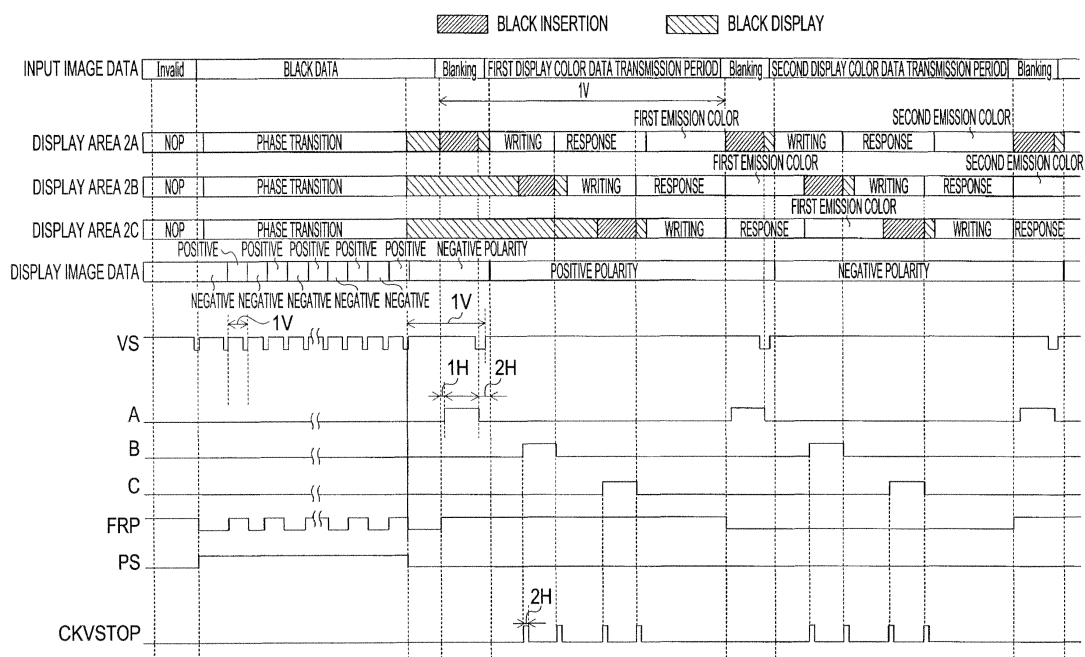 BLACK INSERTION BLACK DISPLAY
INPUT IMAGE DATA Invalid BLACK DATA Blanking FIRST DISPLAY COLOR DATA TRANSMISSION PERIOD Blanking SECOND DISPLAY COLOR DATA TRANSMISSION PERIOD Blanking
1V
FIRST EMISSION COLOR SECOND EMISSION COLOR
DISPLAY AREA 2A NOP PHASE TRANSITION WRITING RESPONSE WRITING RESPONSE
FIRST EMISSION COLOR SECOND EMISSION COLOR
DISPLAY AREA 2B NOP PHASE TRANSITION WRITING RESPONSE WRITING RESPONSE
FIRST EMISSION COLOR
DISPLAY AREA 2C NOP PHASE TRANSITION WRITING RESPONSE WRITING RESPONSE
POSITIVE POSITIVE POSITIVE POSITIVE POSITIVE NEGATIVE POLARITY
DISPLAY IMAGE DATA POSITIVE POLARITY NEGATIVE POLARITY
NEGATIVE NEGATIVE NEGATIVE NEGATIVE NEGATIVE
1V 1V
VS
1H 2H
A
B
C
FRP
PS
2H
CKVSTOP